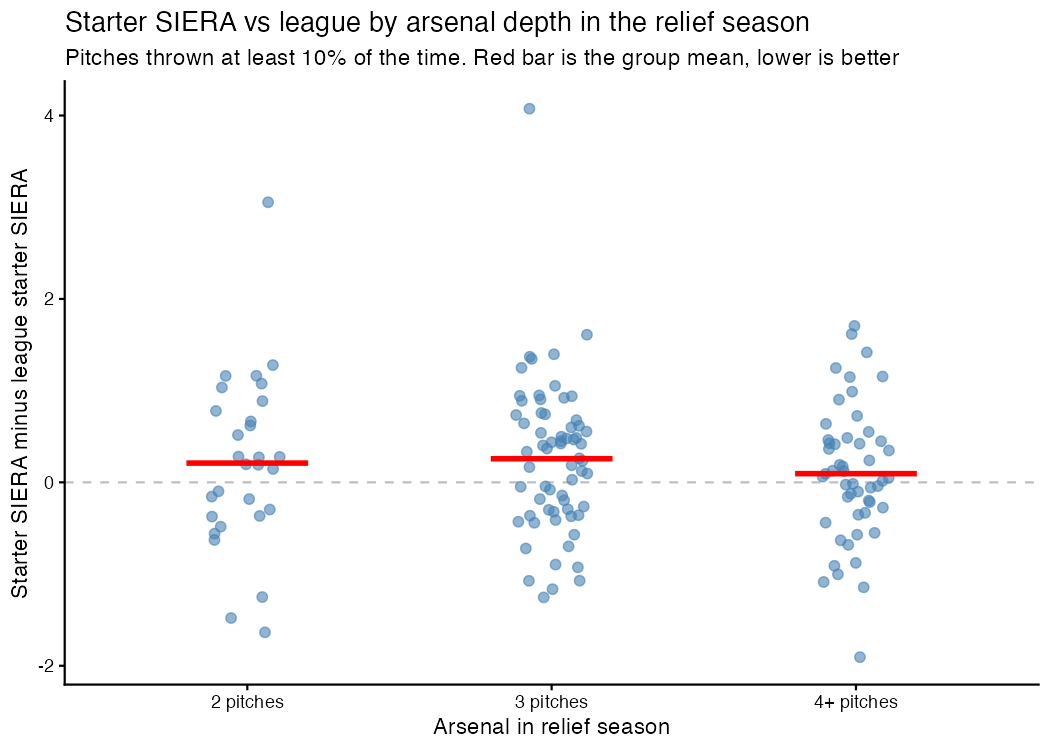 Starter SIERA vs league by arsenal depth in the relief season
Pitches thrown at least 10% of the time. Red bar is the group mean, lower is better
Starter SIERA minus league starter SIERA
4
2
0
-2
2 pitches
3 pitches
4+ pitches
Arsenal in relief season